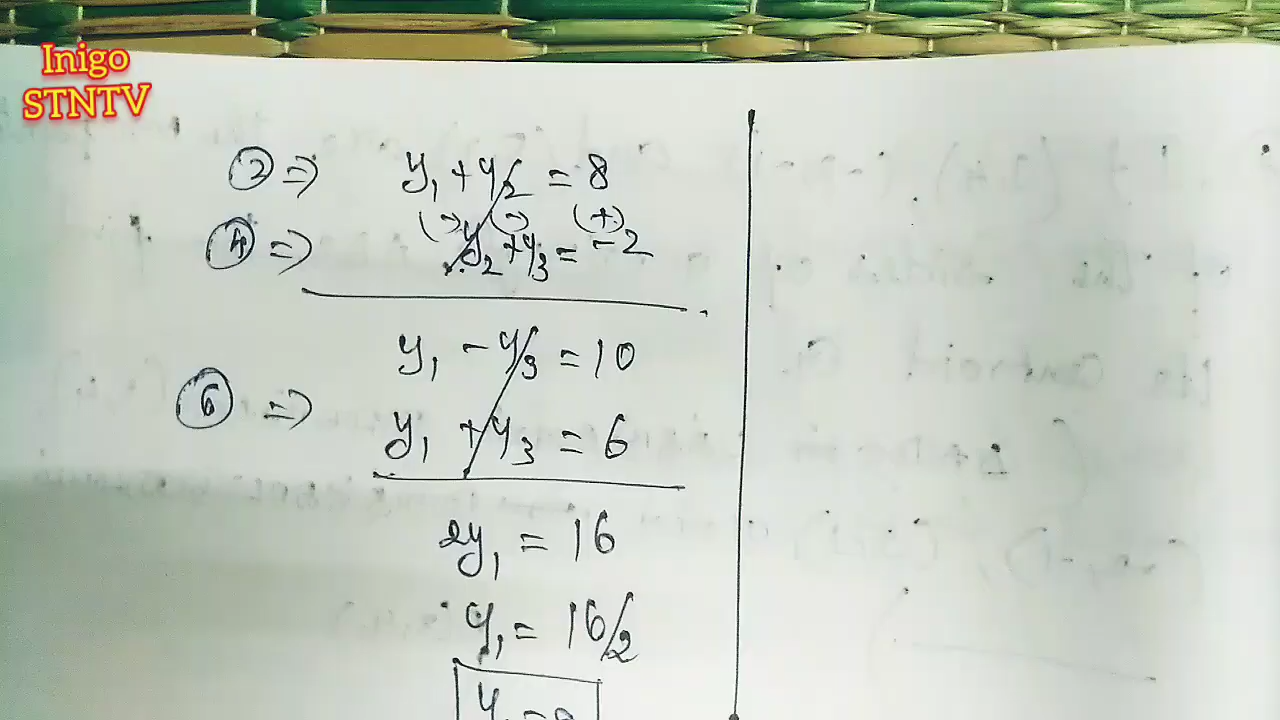 Inigo
STNTV
② ⇒ y₁ + y₂ = 8
(-) (-) (+)
④ ⇒ y₂ + y₃ = -2
y₁ - y₃ = 10
⑥ ⇒ y₁ + y₃ = 6
2y₁ = 16
y₁ = 16/2